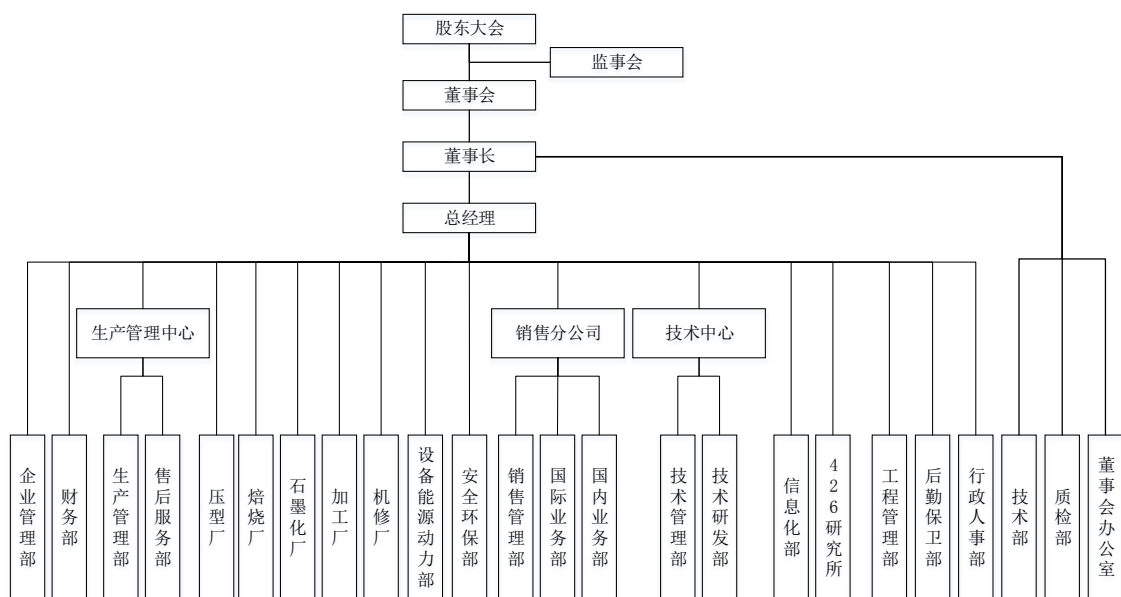 股东大会
监事会
董事会
董事长
总经理
生产管理中心
销售分公司
技术中心
企业管理部
财务部
生产管理部
售后服务部
压型厂
焙烧厂
石墨化厂
加工厂
机修厂
设备能源动力部
安全环保部
销售管理部
国际业务部
国内业务部
技术管理部
技术研发部
信息化部
426研究所
工程管理部
后勤保卫部
行政人事部
技术部
质检部
董事会办公室